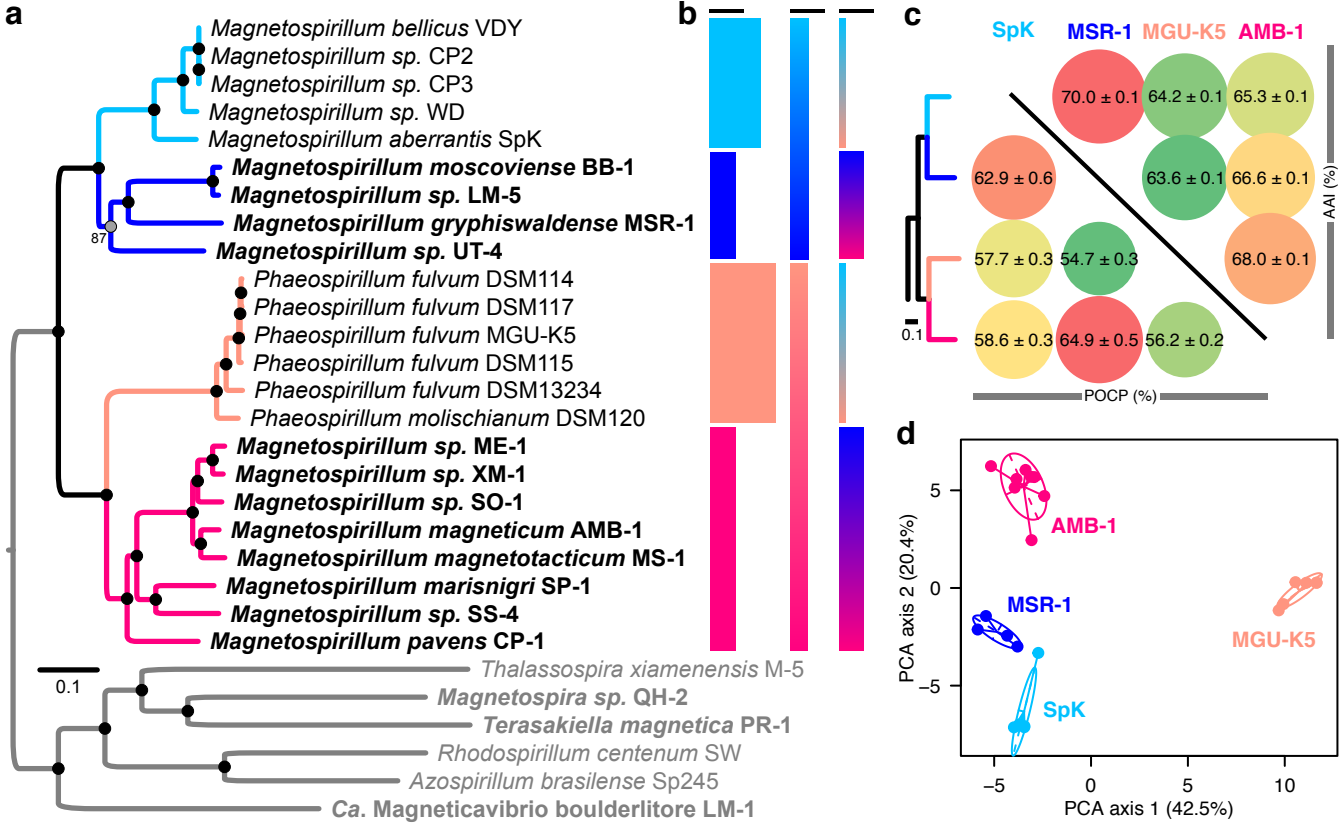 a
Magnetospirillum bellicus VDY
Magnetospirillum sp. CP2
Magnetospirillum sp. CP3
Magnetospirillum sp. WD
Magnetospirillum aberrantis SpK
Magnetospirillum moscoviense BB-1
Magnetospirillum sp. LM-5
Magnetospirillum gryphiswaldense MSR-1
87
Magnetospirillum sp. UT-4
Phaeospirillum fulvum DSM114
Phaeospirillum fulvum DSM117
Phaeospirillum fulvum MGU-K5
Phaeospirillum fulvum DSM115
Phaeospirillum fulvum DSM13234
Phaeospirillum molischianum DSM120
Magnetospirillum sp. ME-1
Magnetospirillum sp. XM-1
Magnetospirillum sp. SO-1
Magnetospirillum magneticum AMB-1
Magnetospirillum magnetotacticum MS-1
Magnetospirillum marisnigri SP-1
Magnetospirillum sp. SS-4
Magnetospirillum pavens CP-1
0.1
Thalassospira xiamenensis M-5
Magnetospira sp. QH-2
Terasakiella magnetica PR-1
Rhodospirillum centenum SW
Azospirillum brasilense Sp245
Ca. Magneticavibrio boulderlitore LM-1
b
c
SpK MSR-1 MGU-K5 AMB-1
70.0 ± 0.1 64.2 ± 0.1 65.3 ± 0.1
62.9 ± 0.6 63.6 ± 0.1 66.6 ± 0.1
57.7 ± 0.3 54.7 ± 0.3 68.0 ± 0.1
58.6 ± 0.3 64.9 ± 0.5 56.2 ± 0.2
0.1
AAI (%)
POCP (%)
d
PCA axis 2 (20.4%)
5
0
−5
AMB-1
MSR-1
MGU-K5
SpK
−5 0 5 10
PCA axis 1 (42.5%)